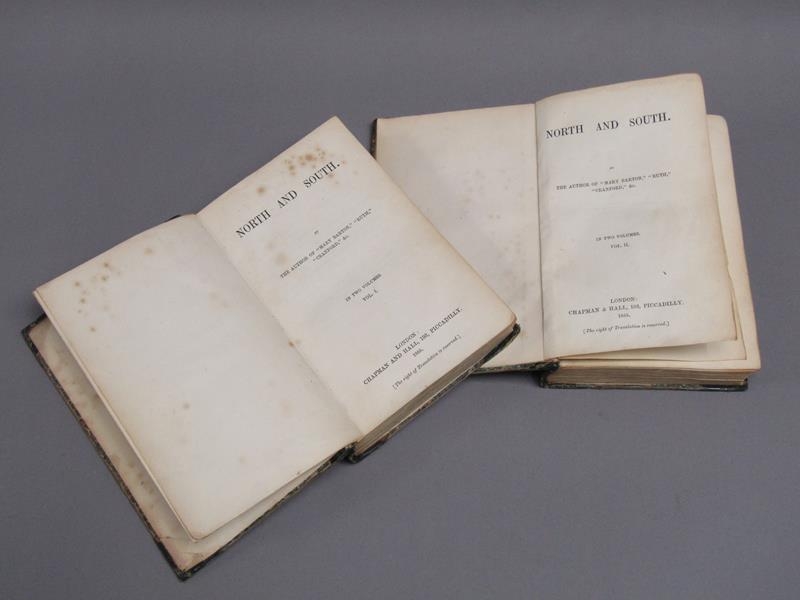 NORTH AND SOUTH.
BY
THE AUTHOR OF "MARY BARTON," "RUTH,"
"CRANFORD," &c.
IN TWO VOLUMES.
VOL. I.
LONDON:
CHAPMAN AND HALL, 193, PICCADILLY.
1855.
[The right of Translation is reserved.]
NORTH AND SOUTH.
BY
THE AUTHOR OF "MARY BARTON," "RUTH,"
"CRANFORD," &c.
IN TWO VOLUMES.
VOL. II.
LONDON:
CHAPMAN & HALL, 193, PICCADILLY.
1855.
[The right of Translation is reserved.]